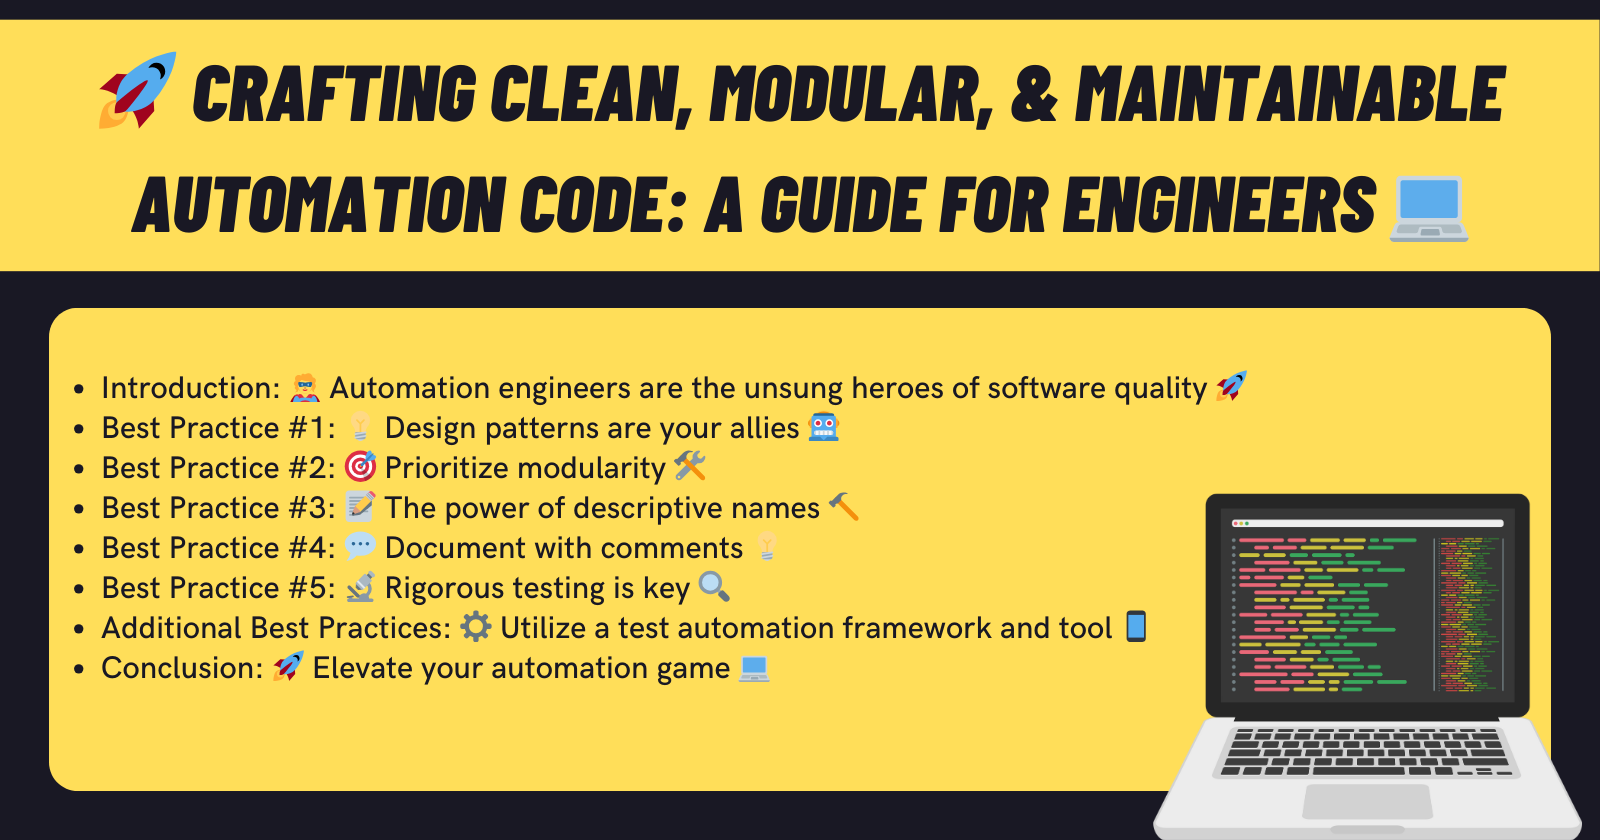 🚀 CRAFTING CLEAN, MODULAR, & MAINTAINABLE
AUTOMATION CODE: A GUIDE FOR ENGINEERS 💻
• Introduction: 🦸 Automation engineers are the unsung heroes of software quality 🚀
• Best Practice #1: 💡 Design patterns are your allies 🤖
• Best Practice #2: 🎯 Prioritize modularity 🛠️
• Best Practice #3: 📝 The power of descriptive names 🔨
• Best Practice #4: 💬 Document with comments 💡
• Best Practice #5: 🔬 Rigorous testing is key 🔍
• Additional Best Practices: ⚙️ Utilize a test automation framework and tool 📱
• Conclusion: 🚀 Elevate your automation game 💻